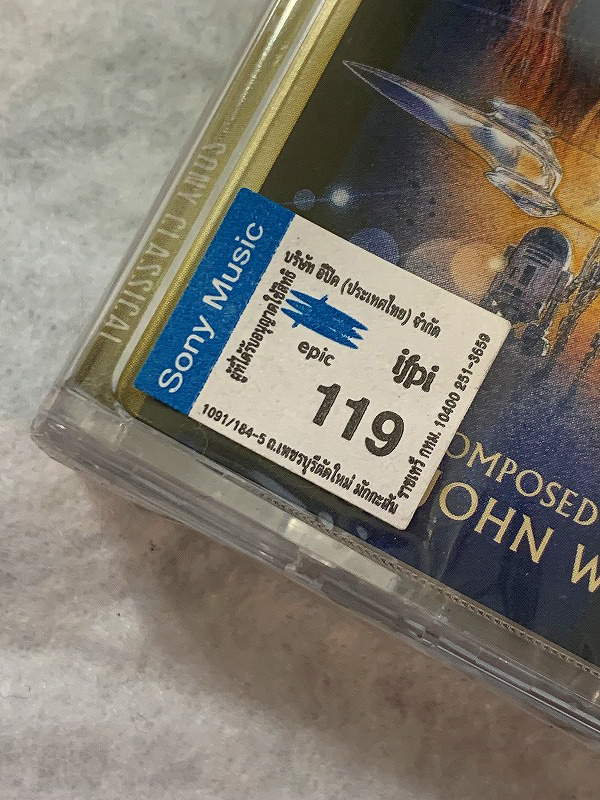 SONY CLASSICAL
Sony Music
บริษัท อีปิค (ประเทศไทย) จำกัด
ผู้ที่ได้รับอนุญาตใช้สิทธิ
epic
ifpi
119
1091/184-5 ถ.เพชรบุรีตัดใหม่ มักกะสัน
ราชเทวี กทม. 10400 251-3659
OMPOSED
JOHN W